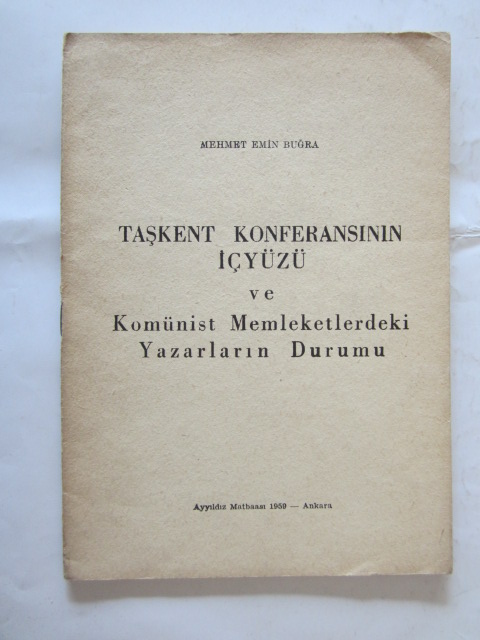 MEHMET EMİN BUĞRA
TAŞKENT KONFERANSININ
İÇYÜZÜ
ve
Komünist Memleketlerdeki
Yazarların Durumu
Ayyıldız Matbaası 1959 — Ankara